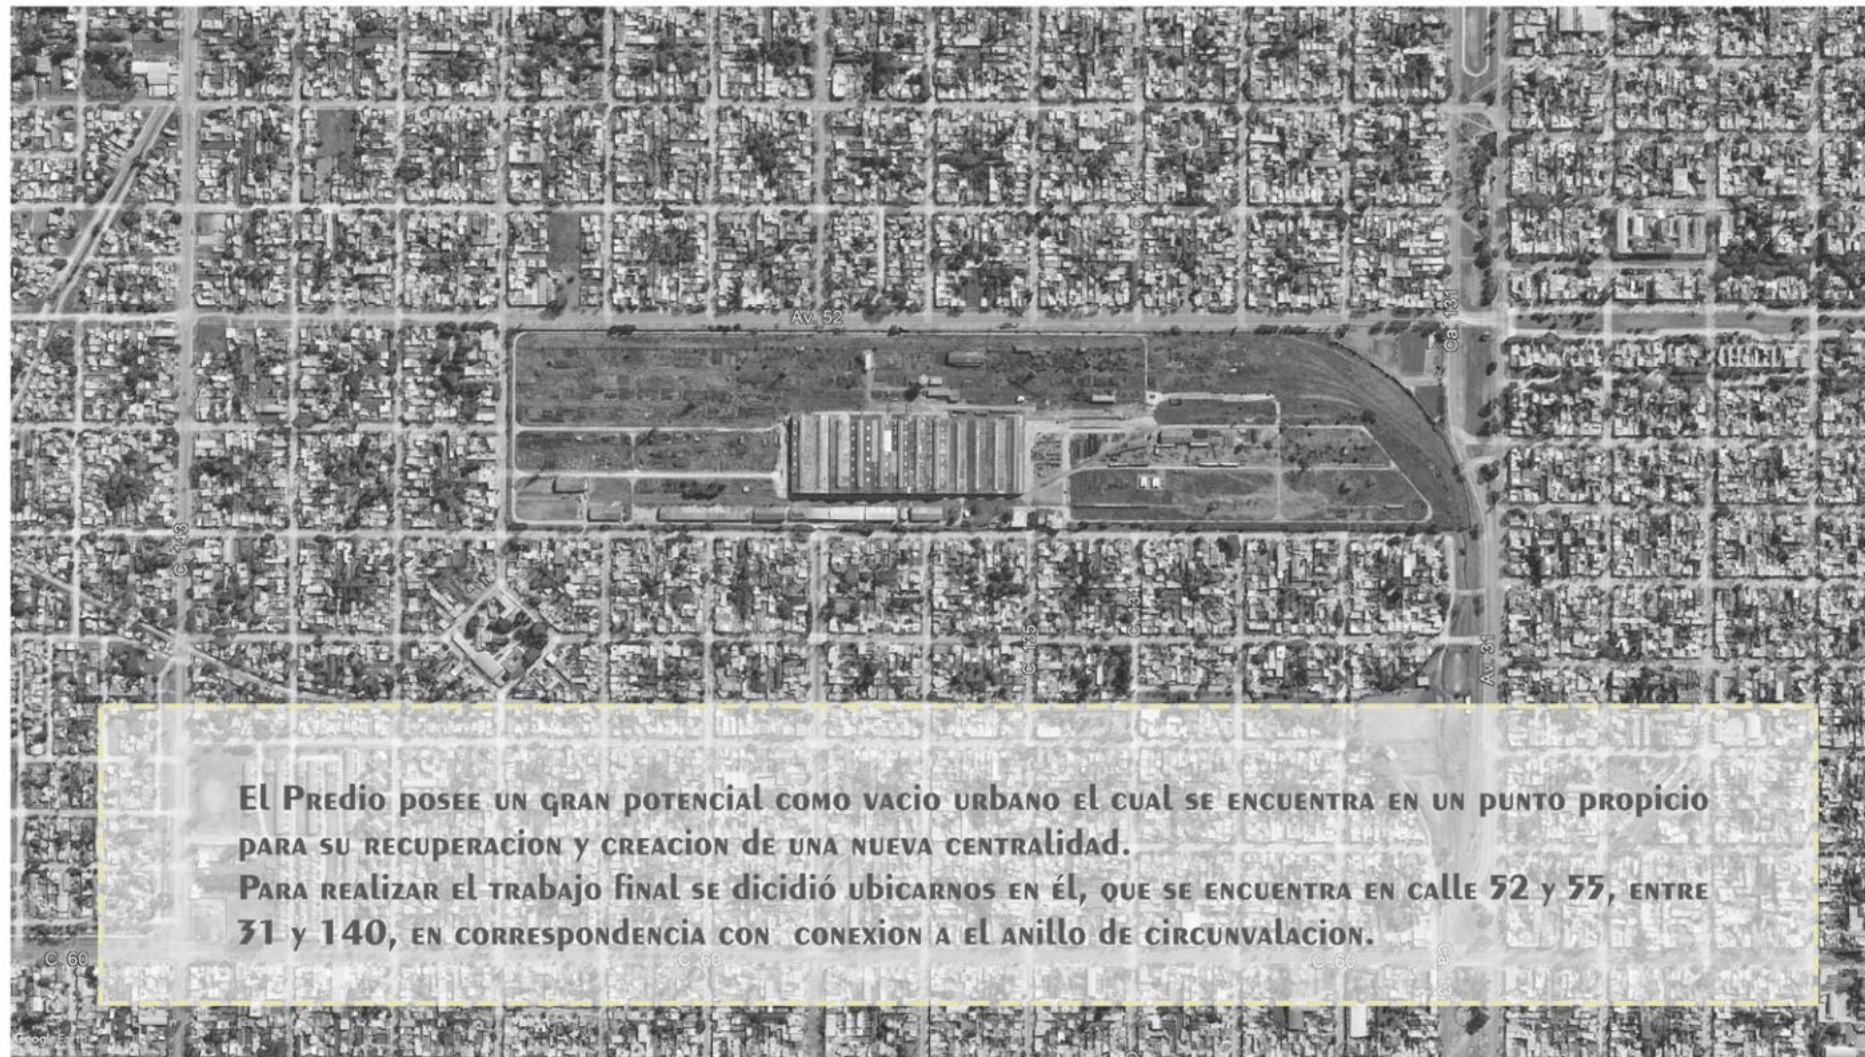 Av. 52
Cal. 131
C. 143
C. 135
Av. 31
El Predio posee un gran potencial como vacio urbano el cual se encuentra en un punto propicio
para su recuperacion y creacion de una nueva centralidad.
Para realizar el trabajo final se dicidió ubicarnos en él, que se encuentra en calle 52 y 55, entre
31 y 140, en correspondencia con conexion a el anillo de circunvalacion.
C. 60
C. 60
C. 60
Google Earth